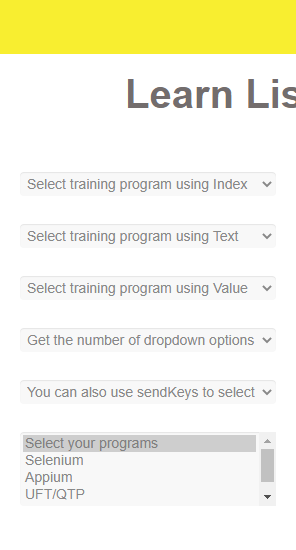 Learn Lis
Select training program using Index
Select training program using Text
Select training program using Value
Get the number of dropdown options
You can also use sendKeys to select
Select your programs
Selenium
Appium
UFT/QTP